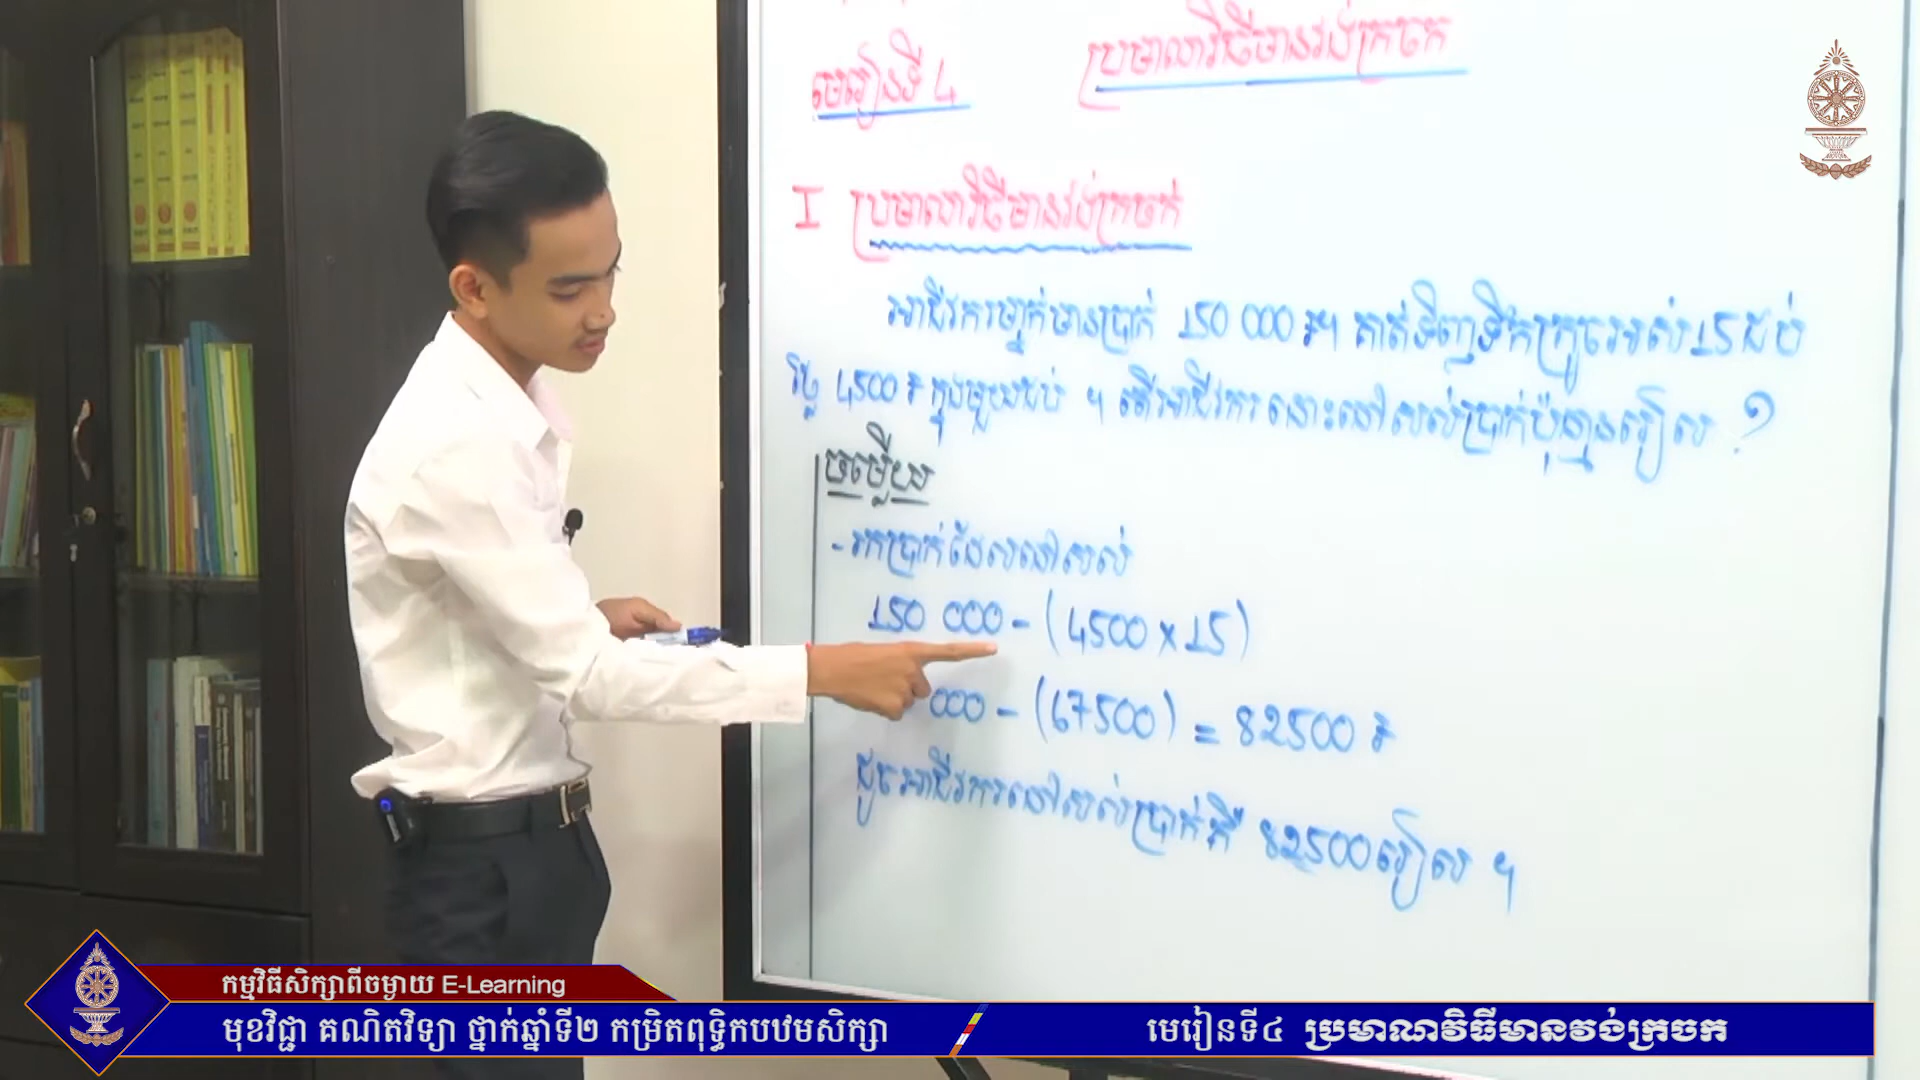 មេរៀនទី 4
ប្រមាណវិធីមានវង់ក្រចក
I ប្រមាណវិធីមានវង់ក្រចក់
អាជីវករម្នាក់មានប្រាក់ 150 000 ៛។ គាត់ទិញទឹកក្រូចអស់ 15 ដប់
ថ្លៃ 4500 ៛ ក្នុងមួយដប់ ។ តើអាជីវករនោះនៅសល់ប្រាក់ប៉ុន្មានរៀល ?
ចម្លើយ
- រកប្រាក់ដែលនៅសល់
150 000 - (4500 x 15)
000 - (67500) = 82500 ៛
ដូចអាជីវករនៅសល់ប្រាក់គឺ 82500 រៀល ។
កម្មវិធីសិក្សាពីចម្ងាយ E-Learning
មុខវិជ្ជា គណិតវិទ្យា ថ្នាក់ឆ្នាំទី២ កម្រិតពុទ្ធិកបឋមសិក្សា
មេរៀនទី៤ ប្រមាណវិធីមានវង់ក្រចក